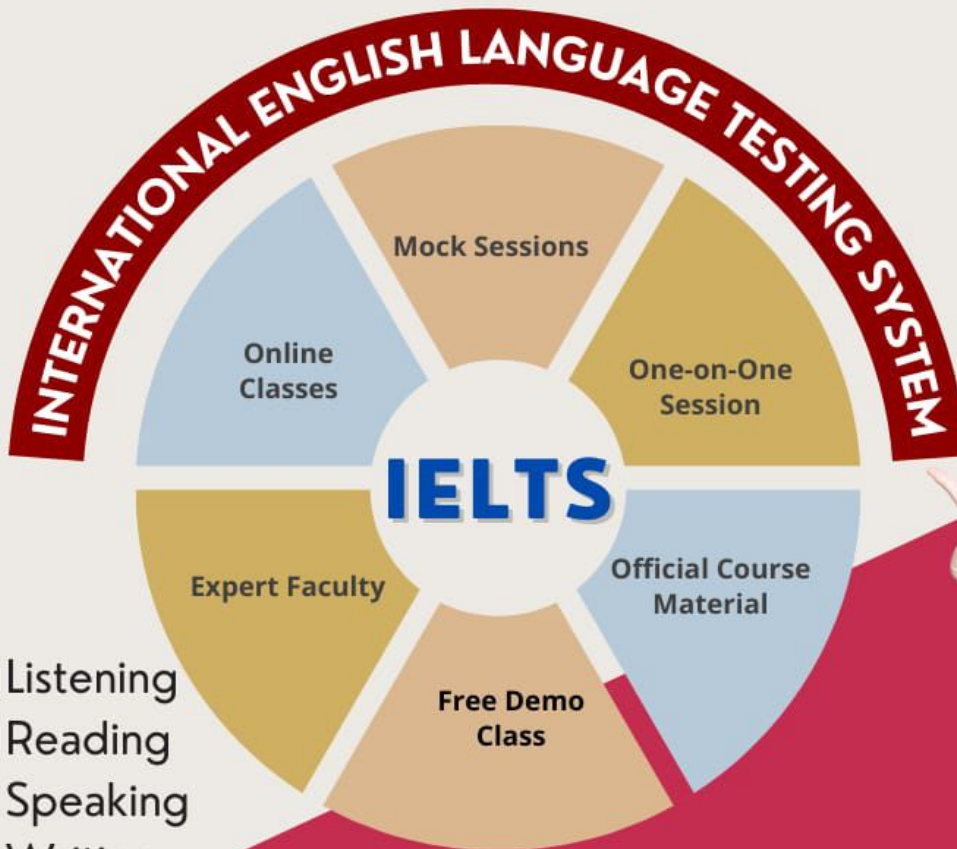 INTERNATIONAL ENGLISH LANGUAGE TESTING SYSTEM
Mock Sessions
Online
Classes
One-on-One
Session
IELTS
Expert Faculty
Official Course
Material
Free Demo
Class
Listening
Reading
Speaking